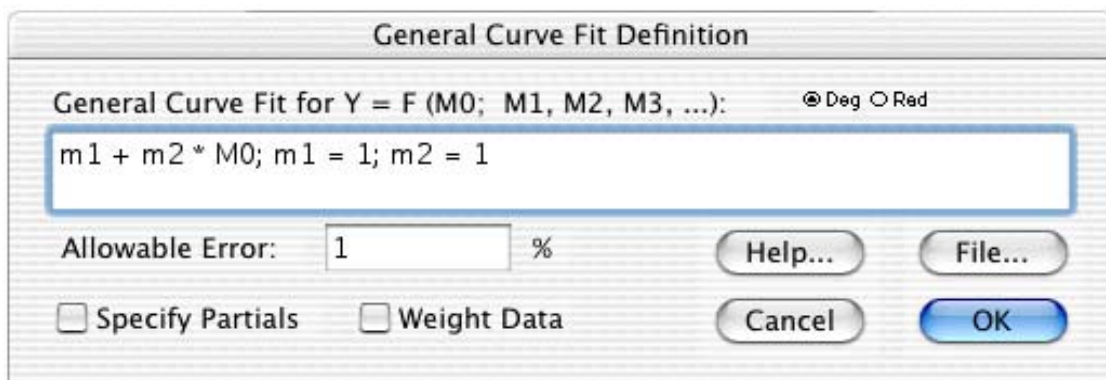 General Curve Fit Definition
General Curve Fit for Y = F (M0; M1, M2, M3, ...): Deg Rad
m1 + m2 * M0; m1 = 1; m2 = 1
Allowable Error: 1 % Help... File...
Specify Partials Weight Data Cancel OK